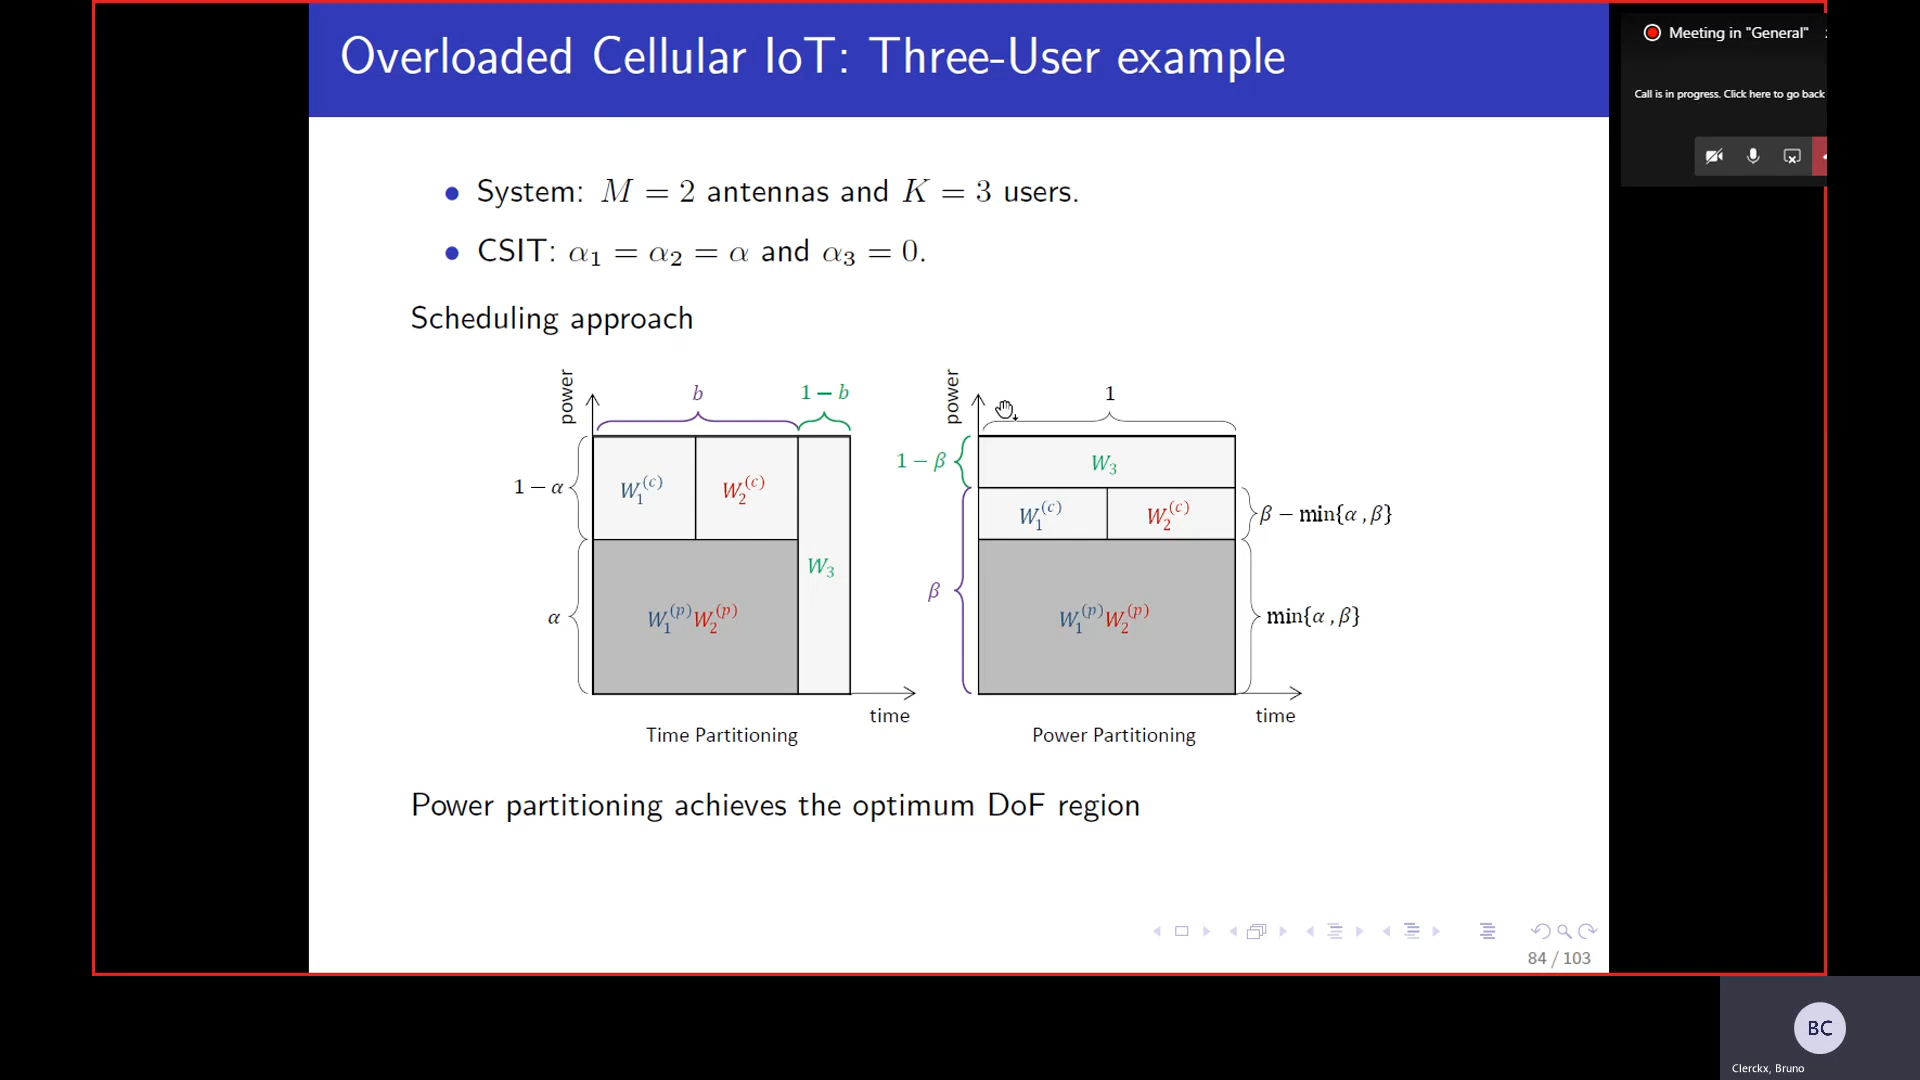 Overloaded Cellular IoT: Three-User example
Meeting in "General"
Call is in progress. Click here to go back
System: M = 2 antennas and K = 3 users.
CSIT: α₁ = α₂ = α and α₃ = 0.
Scheduling approach
power
b
1 − b
1 − α
W₁⁽ᶜ⁾
W₂⁽ᶜ⁾
W₃
α
W₁⁽ᵖ⁾W₂⁽ᵖ⁾
time
Time Partitioning
power
1
1 − β
W₃
W₁⁽ᶜ⁾
W₂⁽ᶜ⁾
β − min{α , β}
β
W₁⁽ᵖ⁾W₂⁽ᵖ⁾
min{α , β}
time
Power Partitioning
Power partitioning achieves the optimum DoF region
84 / 103
BC
Clerckx, Bruno